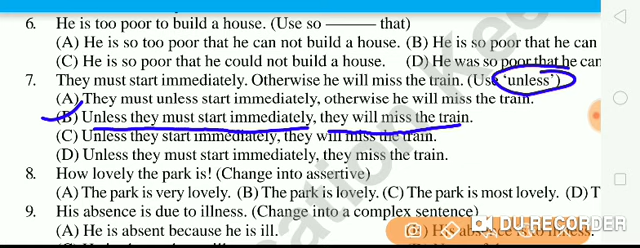 6. He is too poor to build a house. (Use so ——— that)
(A) He is so too poor that he can not build a house. (B) He is so poor that he can
(C) He is so poor that he could not build a house. (D) He was so poor that he can
7. They must start immediately. Otherwise he will miss the train. (Use 'unless')
(A) They must unless start immediately, otherwise he will miss the train.
(B) Unless they must start immediately, they will miss the train.
(C) Unless they start immediately, they will miss the train.
(D) Unless they must start immediately, they miss the train.
8. How lovely the park is! (Change into assertive)
(A) The park is very lovely. (B) The park is lovely. (C) The park is most lovely. (D) T
9. His absence is due to illness. (Change into a complex sentence)
(A) He is absent because he is ill. (B) His absence is illness.
DU RECORDER